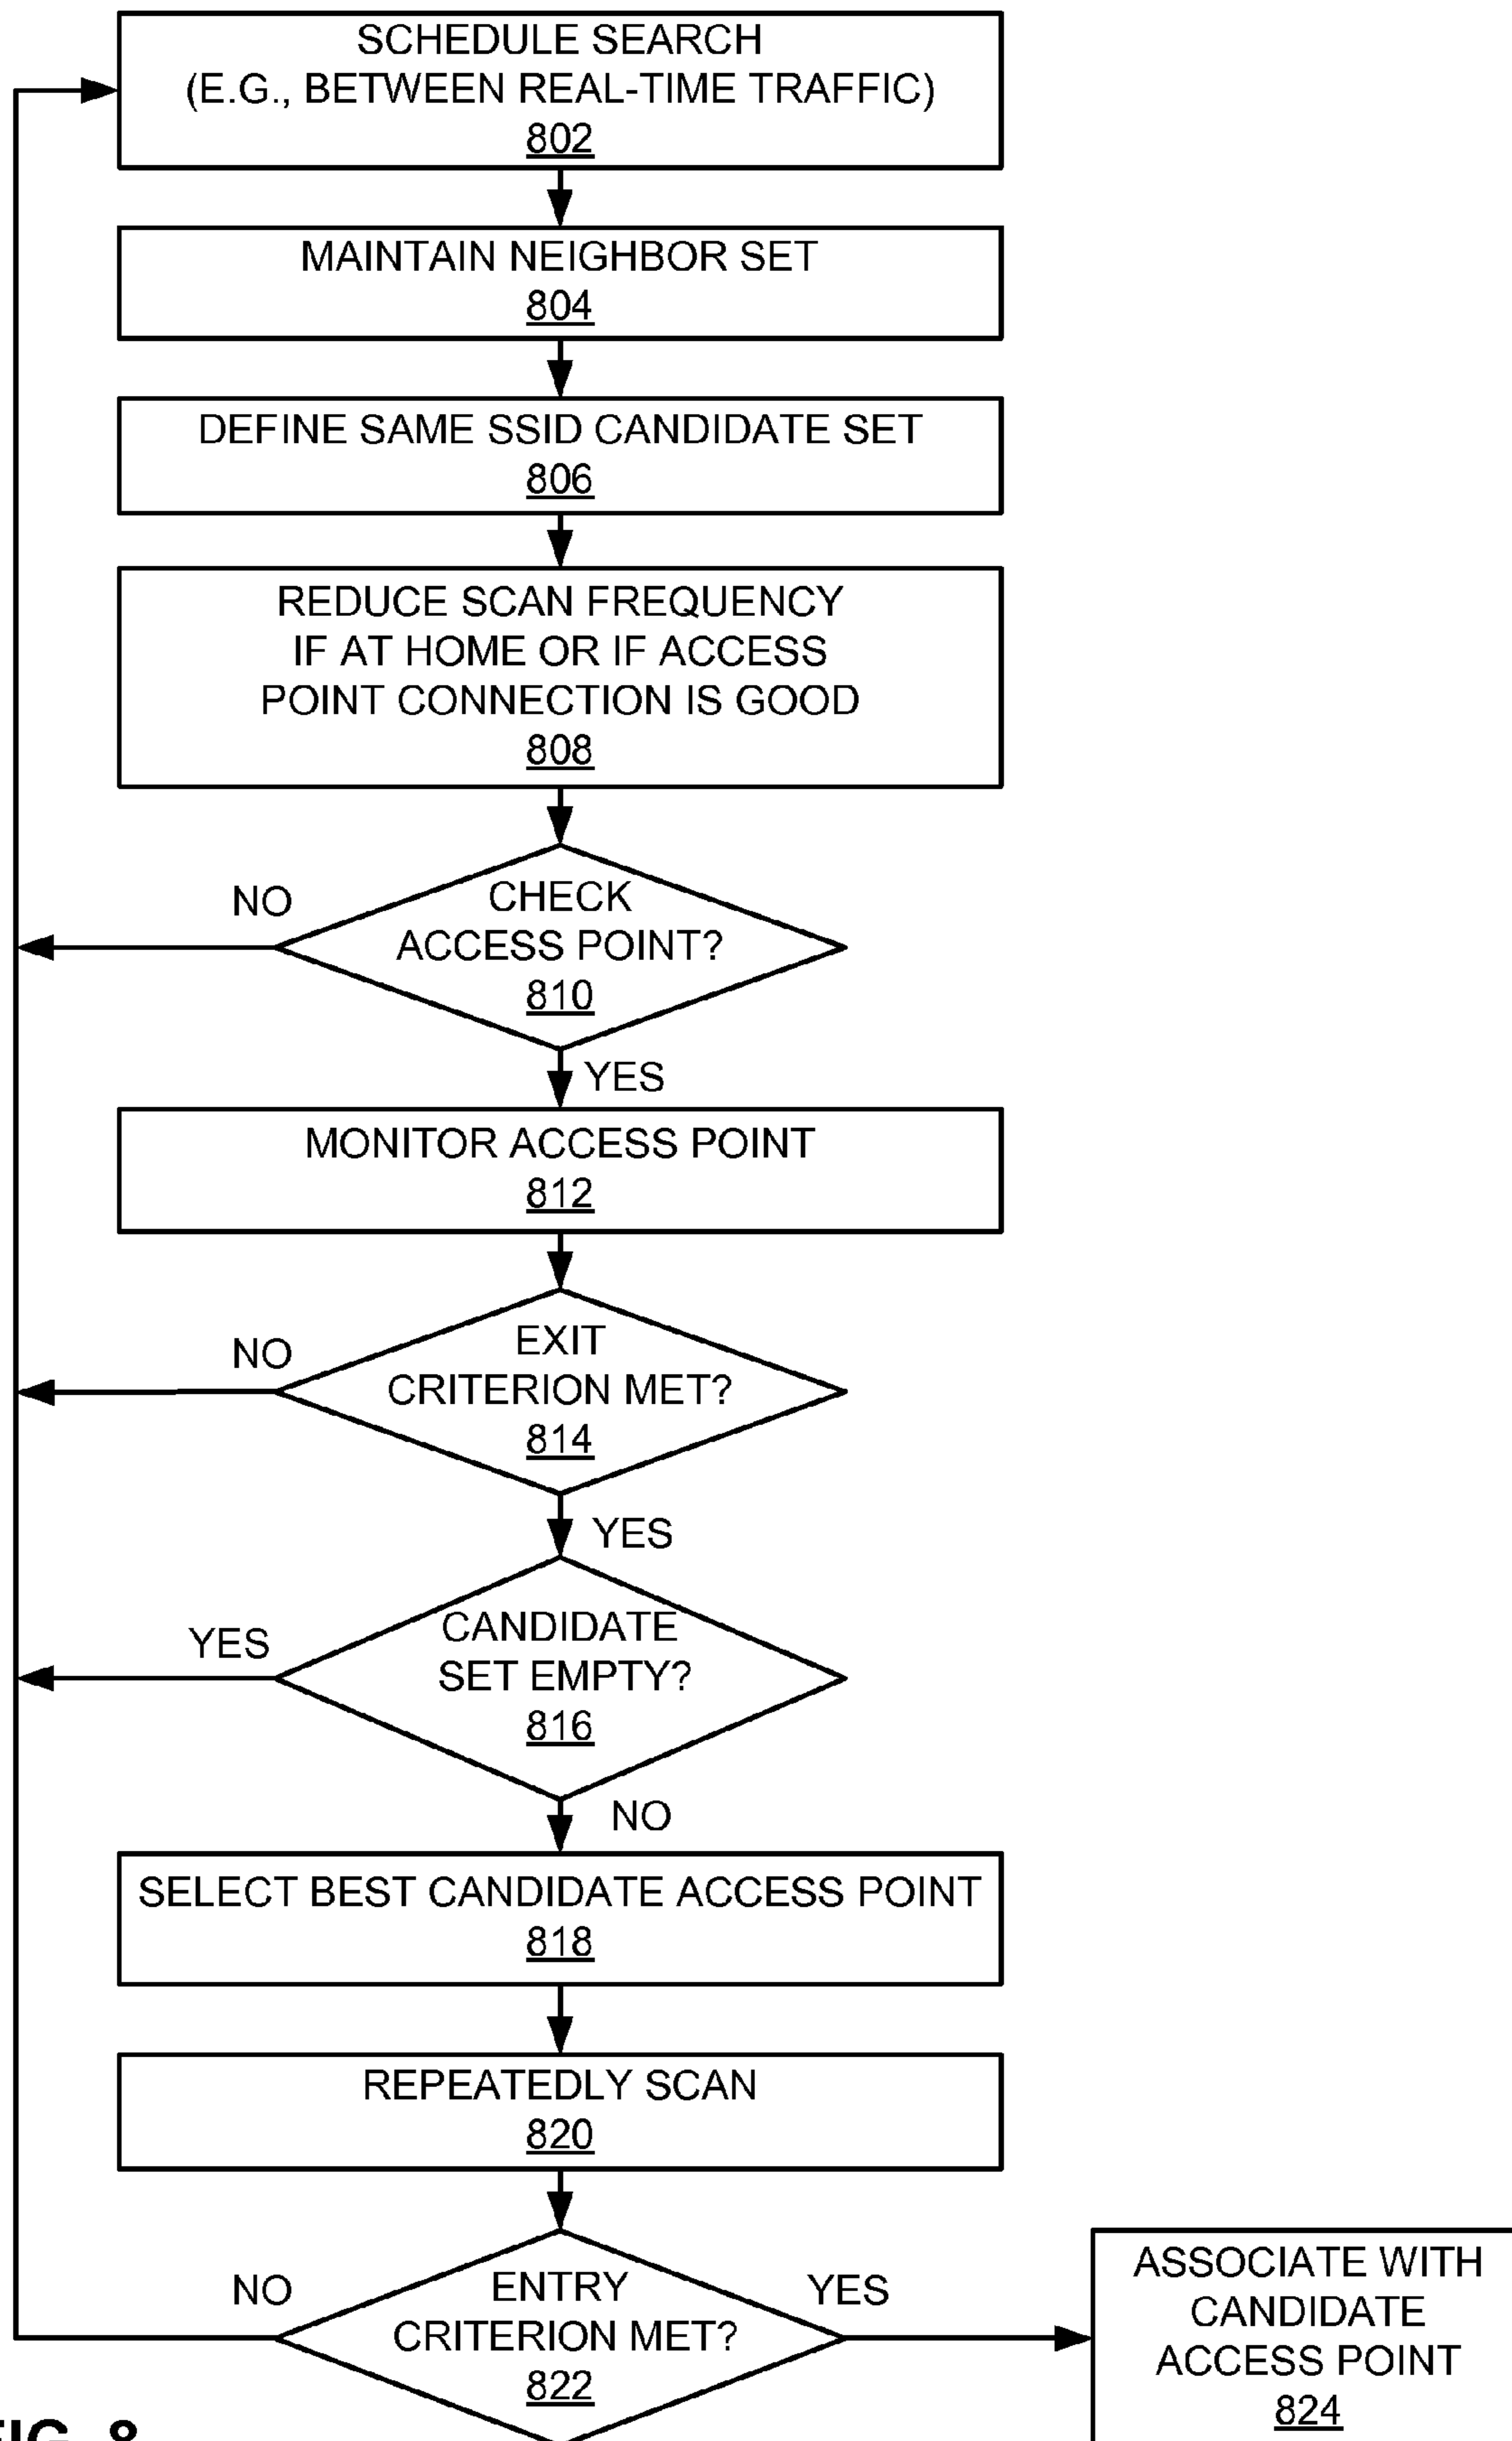 SCHEDULE SEARCH
(E.G., BETWEEN REAL-TIME TRAFFIC)
802
MAINTAIN NEIGHBOR SET
804
DEFINE SAME SSID CANDIDATE SET
806
REDUCE SCAN FREQUENCY
IF AT HOME OR IF ACCESS
POINT CONNECTION IS GOOD
808
NO
CHECK
ACCESS POINT?
810
YES
MONITOR ACCESS POINT
812
NO
EXIT
CRITERION MET?
814
YES
YES
CANDIDATE
SET EMPTY?
816
NO
SELECT BEST CANDIDATE ACCESS POINT
818
REPEATEDLY SCAN
820
NO
ENTRY
CRITERION MET?
822
YES
ASSOCIATE WITH
CANDIDATE
ACCESS POINT
824
FIG. 8